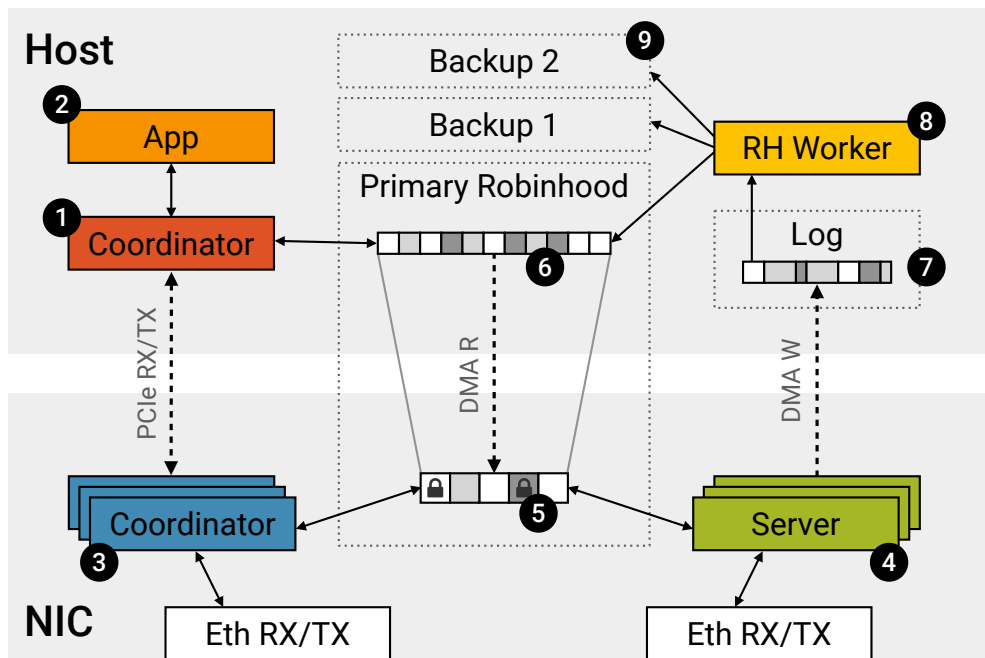 Host
Backup 2
9
2
App
Backup 1
8
RH Worker
Primary Robinhood
1
Coordinator
Log
6
7
PCIe RX/TX
DMA R
DMA W
5
Coordinator
Server
3
4
NIC
Eth RX/TX
Eth RX/TX